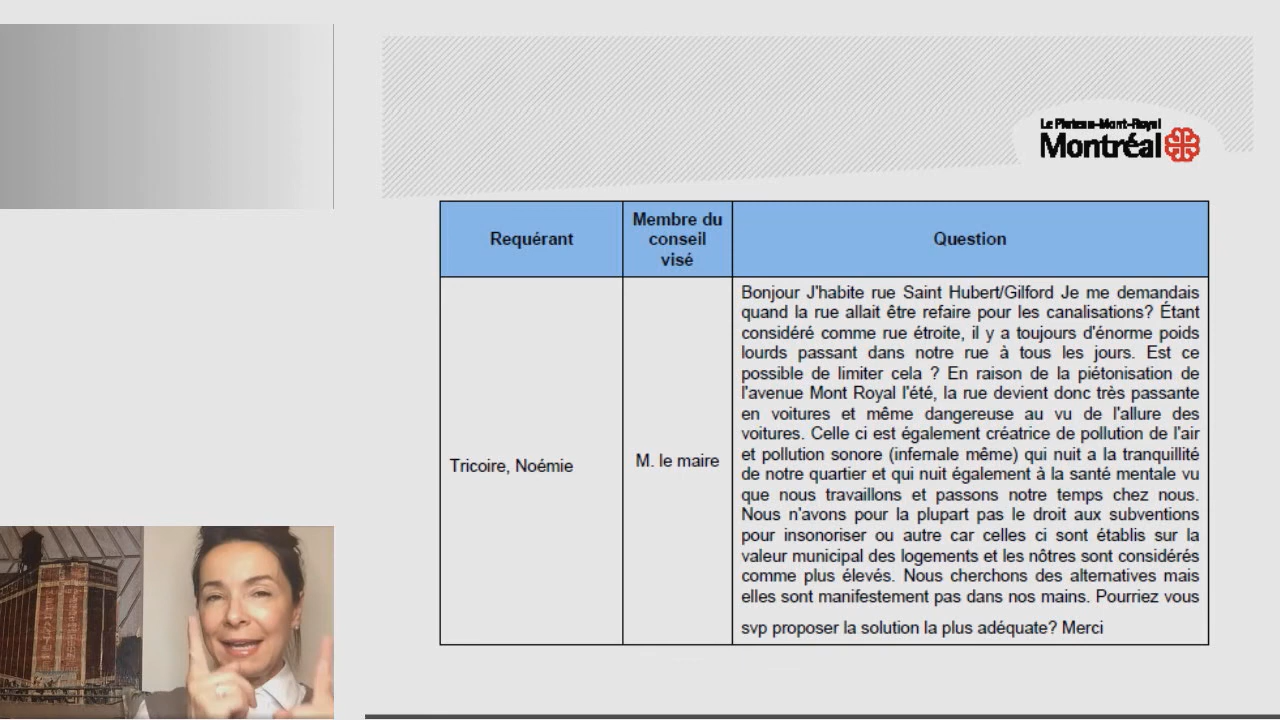 Le Plateau-Mont-Royal
Montréal
Requérant
Membre du
conseil
visé
Question
Tricoire, Noémie
M. le maire
Bonjour J'habite rue Saint Hubert/Gilford Je me demandais
quand la rue allait être refaire pour les canalisations? Étant
considéré comme rue étroite, il y a toujours d'énorme poids
lourds passant dans notre rue à tous les jours. Est ce
possible de limiter cela ? En raison de la piétonisation de
l'avenue Mont Royal l'été, la rue devient donc très passante
en voitures et même dangereuse au vu de l'allure des
voitures. Celle ci est également créatrice de pollution de l'air
et pollution sonore (infernale même) qui nuit a la tranquillité
de notre quartier et qui nuit également à la santé mentale vu
que nous travaillons et passons notre temps chez nous.
Nous n'avons pour la plupart pas le droit aux subventions
pour insonoriser ou autre car celles ci sont établis sur la
valeur municipal des logements et les nôtres sont considérés
comme plus élevés. Nous cherchons des alternatives mais
elles sont manifestement pas dans nos mains. Pourriez vous
svp proposer la solution la plus adéquate? Merci